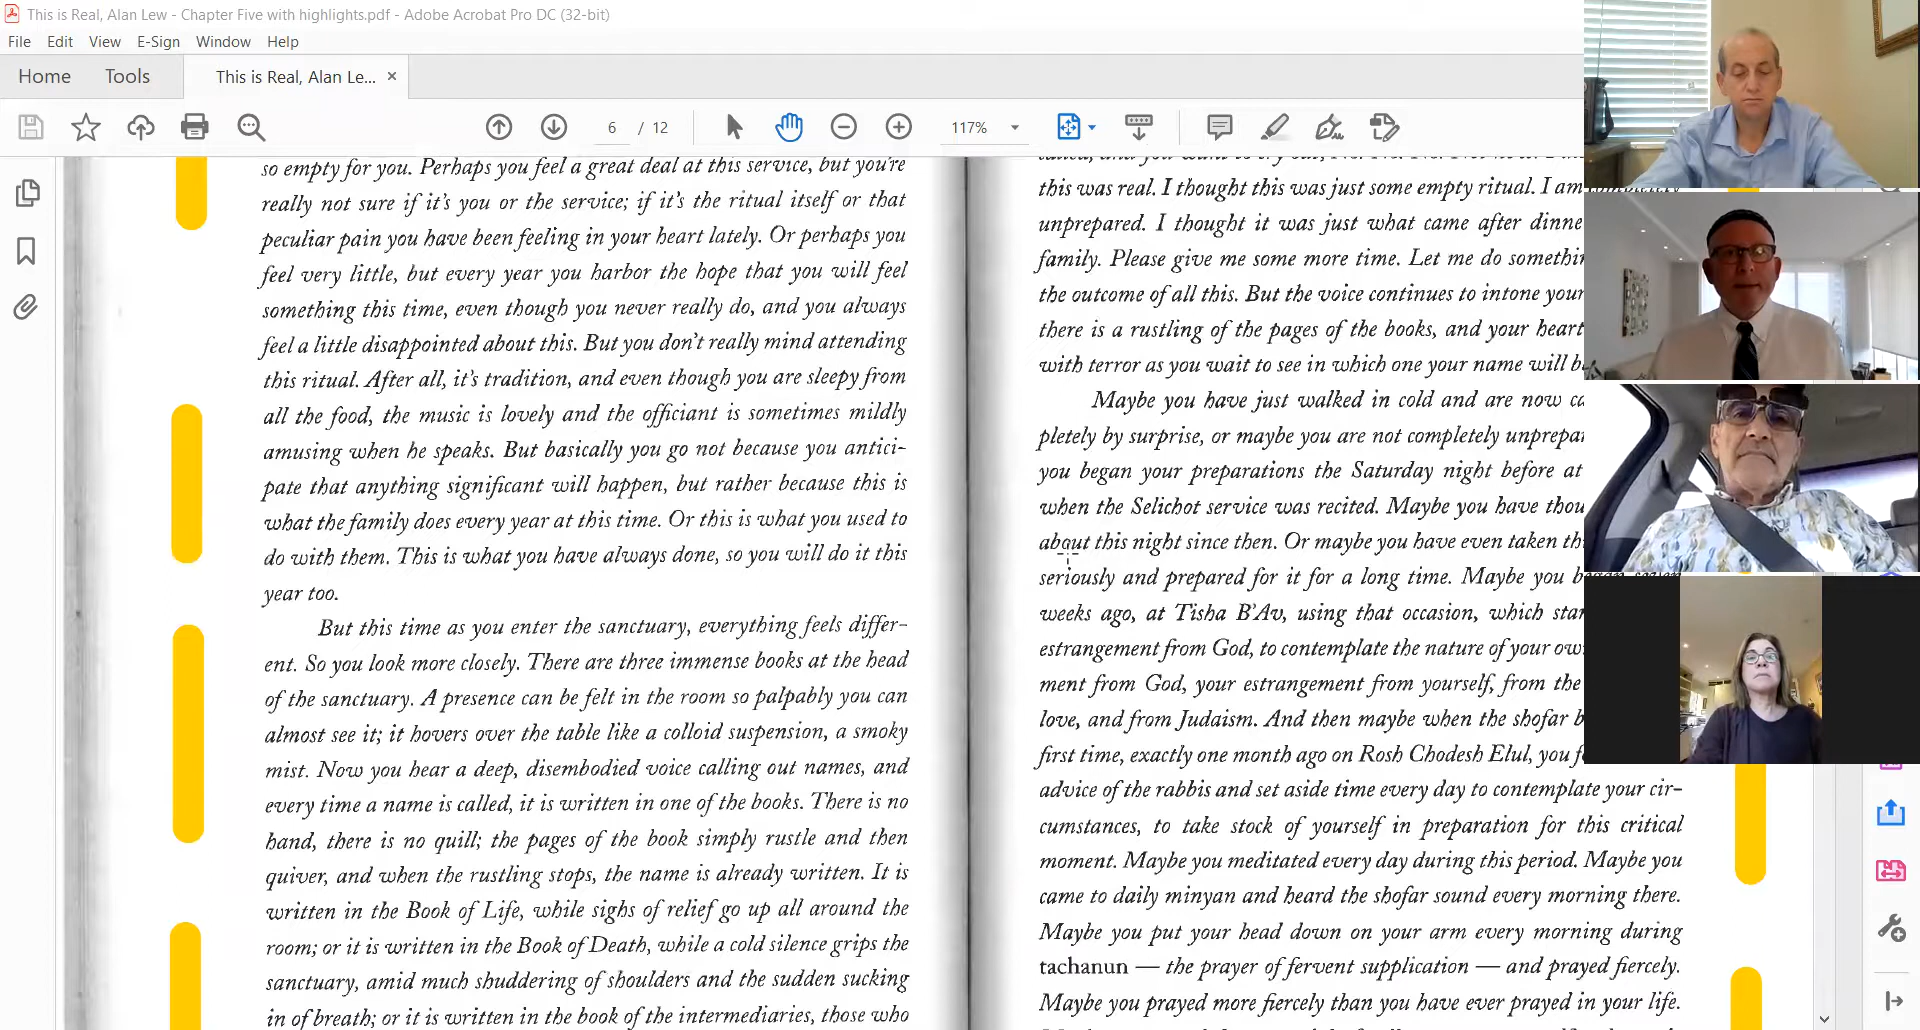 This is Real, Alan Lew - Chapter Five with highlights.pdf - Adobe Acrobat Pro DC (32-bit)
File Edit View E-Sign Window Help
Home Tools This is Real, Alan Le... ×
6 / 12 117%
so empty for you. Perhaps you feel a great deal at this service, but you're
really not sure if it's you or the service; if it's the ritual itself or that
peculiar pain you have been feeling in your heart lately. Or perhaps you
feel very little, but every year you harbor the hope that you will feel
something this time, even though you never really do, and you always
feel a little disappointed about this. But you don't really mind attending
this ritual. After all, it's tradition, and even though you are sleepy from
all the food, the music is lovely and the officiant is sometimes mildly
amusing when he speaks. But basically you go not because you antici-
pate that anything significant will happen, but rather because this is
what the family does every year at this time. Or this is what you used to
do with them. This is what you have always done, so you will do it this
year too.
But this time as you enter the sanctuary, everything feels differ-
ent. So you look more closely. There are three immense books at the head
of the sanctuary. A presence can be felt in the room so palpably you can
almost see it; it hovers over the table like a colloid suspension, a smoky
mist. Now you hear a deep, disembodied voice calling out names, and
every time a name is called, it is written in one of the books. There is no
hand, there is no quill; the pages of the book simply rustle and then
quiver, and when the rustling stops, the name is already written. It is
written in the Book of Life, while sighs of relief go up all around the
room; or it is written in the Book of Death, while a cold silence grips the
sanctuary, amid much shuddering of shoulders and the sudden sucking
in of breath; or it is written in the book of the intermediaries, those who
this was real. I thought this was just some empty ritual. I am completely
unprepared. I thought it was just what came after dinne
family. Please give me some more time. Let me do somethin
the outcome of all this. But the voice continues to intone your
there is a rustling of the pages of the books, and your heart
with terror as you wait to see in which one your name will b
Maybe you have just walked in cold and are now ca
pletely by surprise, or maybe you are not completely unprepar
you began your preparations the Saturday night before at
when the Selichot service was recited. Maybe you have thou
about this night since then. Or maybe you have even taken th
seriously and prepared for it for a long time. Maybe you began seven
weeks ago, at Tisha B'Av, using that occasion, which star
estrangement from God, to contemplate the nature of your ow
ment from God, your estrangement from yourself, from the
love, and from Judaism. And then maybe when the shofar b
first time, exactly one month ago on Rosh Chodesh Elul, you f
advice of the rabbis and set aside time every day to contemplate your cir-
cumstances, to take stock of yourself in preparation for this critical
moment. Maybe you meditated every day during this period. Maybe you
came to daily minyan and heard the shofar sound every morning there.
Maybe you put your head down on your arm every morning during
tachanun — the prayer of fervent supplication — and prayed fiercely.
Maybe you prayed more fiercely than you have ever prayed in your life.